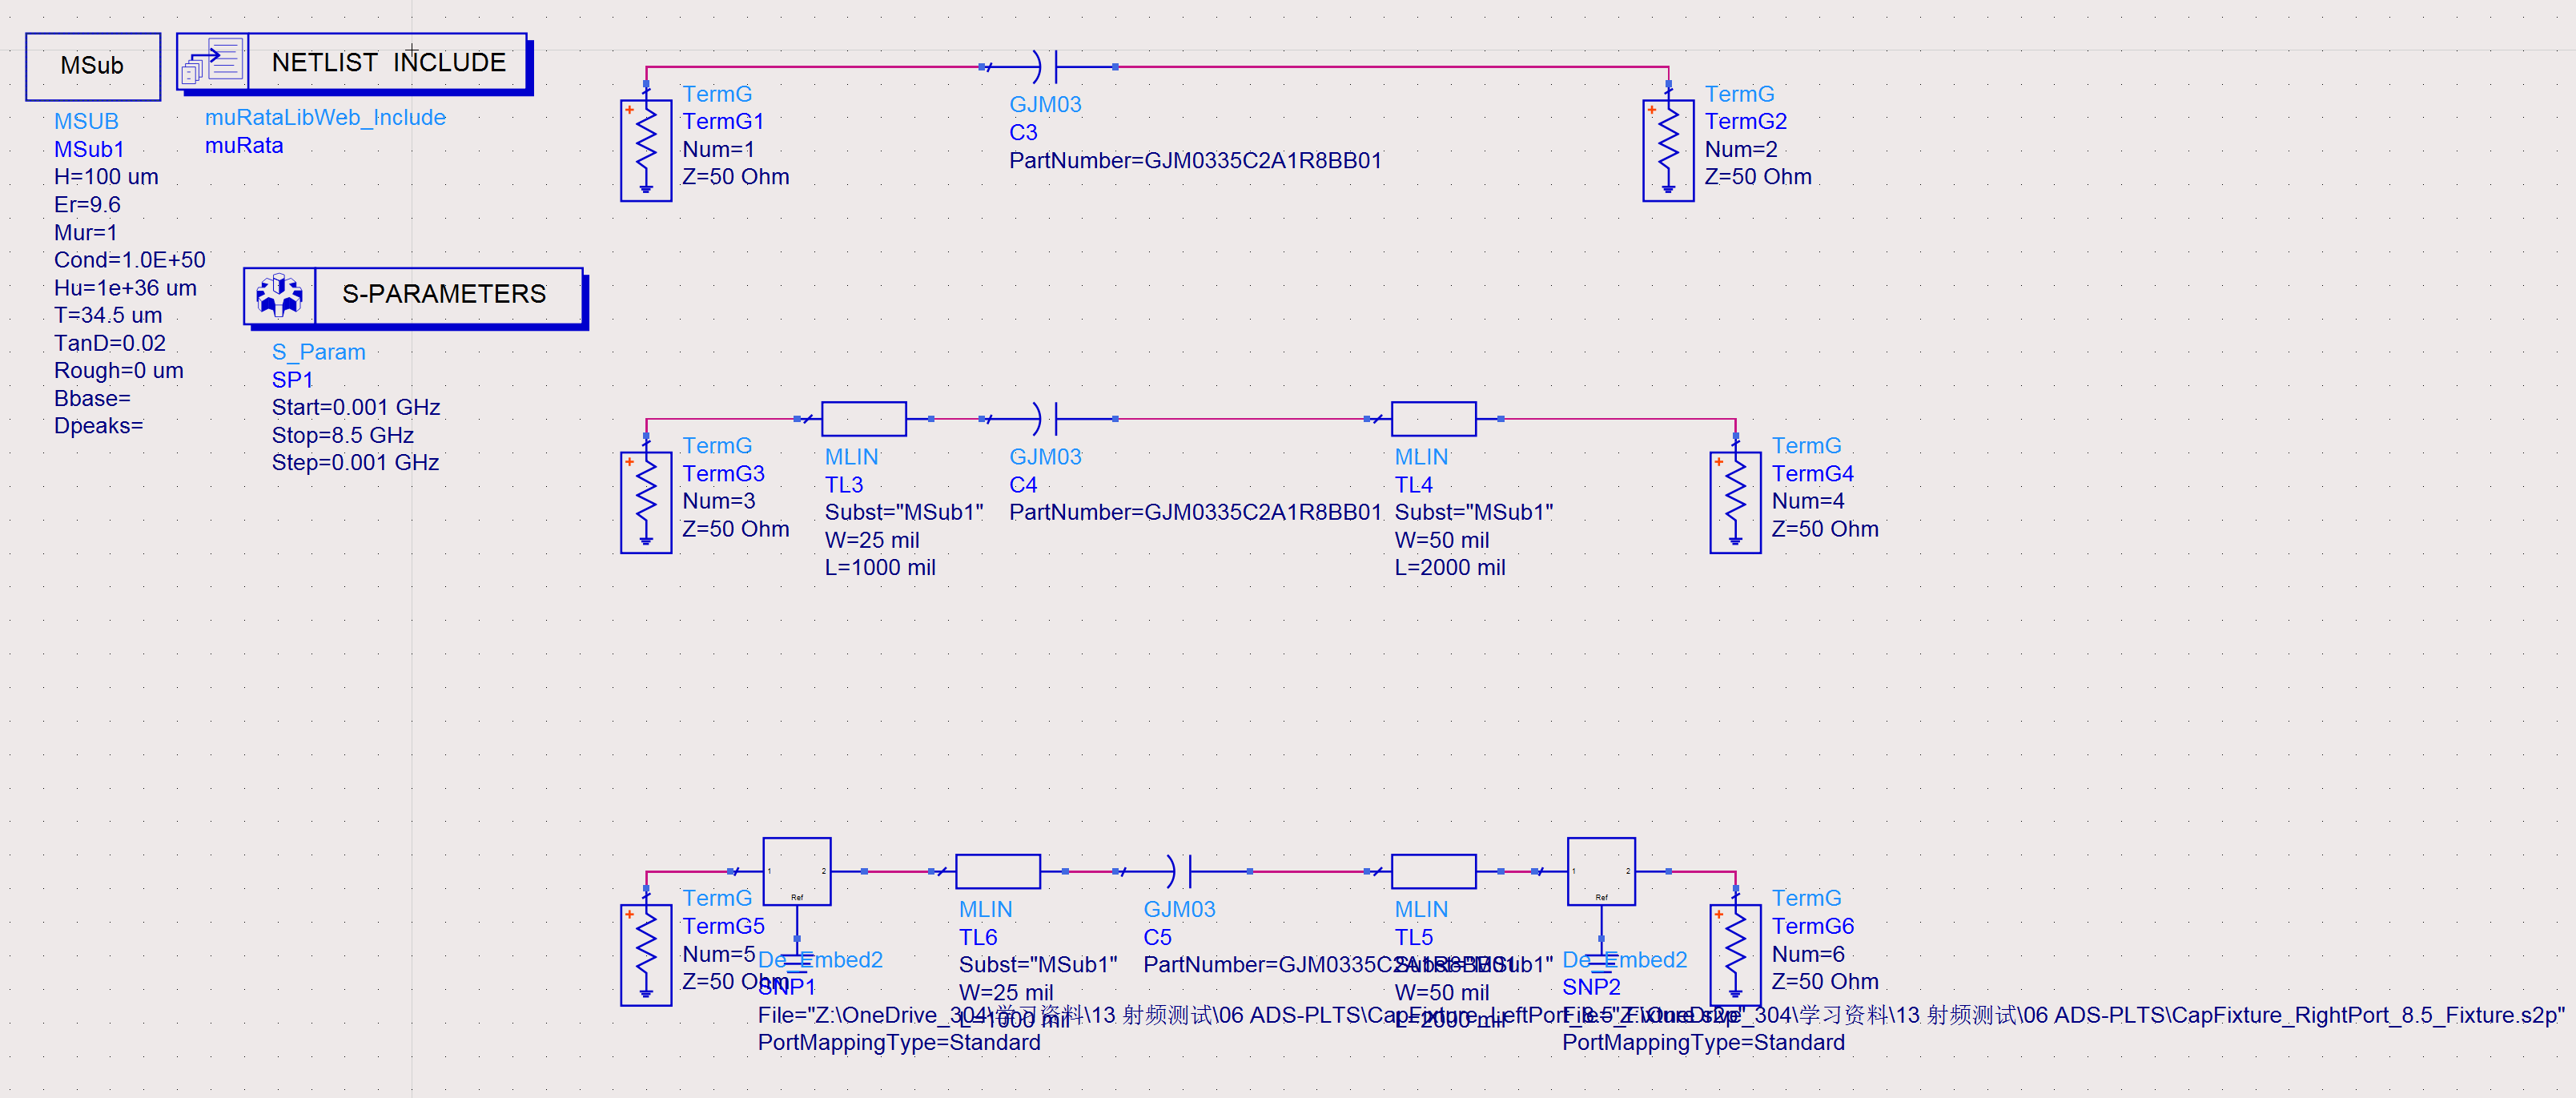 MSub
NETLIST INCLUDE
MSUB
MSub1
H=100 um
Er=9.6
Mur=1
Cond=1.0E+50
Hu=1e+36 um
T=34.5 um
TanD=0.02
Rough=0 um
Bbase=
Dpeaks=
muRataLibWeb_Include
muRata
S-PARAMETERS
S_Param
SP1
Start=0.001 GHz
Stop=8.5 GHz
Step=0.001 GHz
TermG
TermG1
Num=1
Z=50 Ohm
GJM03
C3
PartNumber=GJM0335C2A1R8BB01
TermG
TermG2
Num=2
Z=50 Ohm
TermG
TermG3
Num=3
Z=50 Ohm
MLIN
TL3
Subst="MSub1"
W=25 mil
L=1000 mil
GJM03
C4
PartNumber=GJM0335C2A1R8BB01
MLIN
TL4
Subst="MSub1"
W=50 mil
L=2000 mil
TermG
TermG4
Num=4
Z=50 Ohm
TermG
TermG5
Num=5
Z=50 Ohm
1
2
Ref
De_Embed2
SNP1
File="Z:\OneDrive_304\学习资料\13 射频测试\06 ADS-PLTS\CapFixture_LeftPort_8.5_Fixture.s2p"
PortMappingType=Standard
MLIN
TL6
Subst="MSub1"
W=25 mil
L=1000 mil
GJM03
C5
PartNumber=GJM0335C2A1R8BB01
MLIN
TL5
Subst="MSub1"
W=50 mil
L=2000 mil
1
2
Ref
De_Embed2
SNP2
File="Z:\OneDrive_304\学习资料\13 射频测试\06 ADS-PLTS\CapFixture_RightPort_8.5_Fixture.s2p"
PortMappingType=Standard
TermG
TermG6
Num=6
Z=50 Ohm